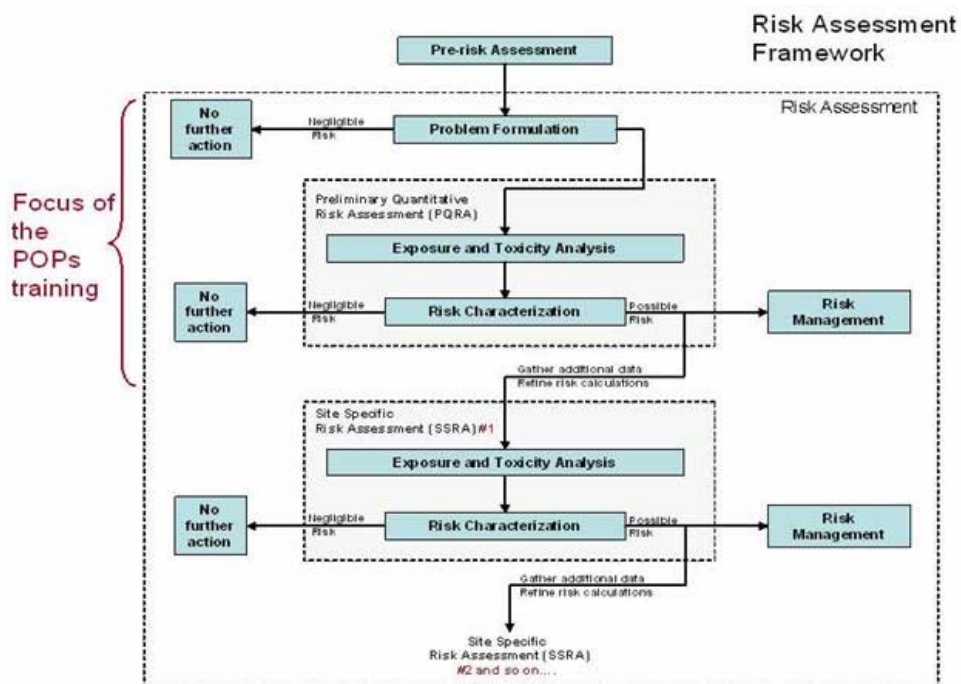 Risk Assessment
Framework
Pre-risk Assessment
Risk Assessment
No
further
action
Negligible
Risk
Problem Formulation
Focus of
the
POPs
training
Preliminary Quantitative
Risk Assessment (PQRA)
Exposure and Toxicity Analysis
No
further
action
Negligible
Risk
Risk Characterization
Possible
Risk
Risk
Management
Gather additional data
Refine risk calculations
Site Specific
Risk Assessment (SSRA) #1
Exposure and Toxicity Analysis
No
further
action
Negligible
Risk
Risk Characterization
Possible
Risk
Risk
Management
Gather additional data
Refine risk calculations
Site Specific
Risk Assessment (SSRA)
#2 and so on....